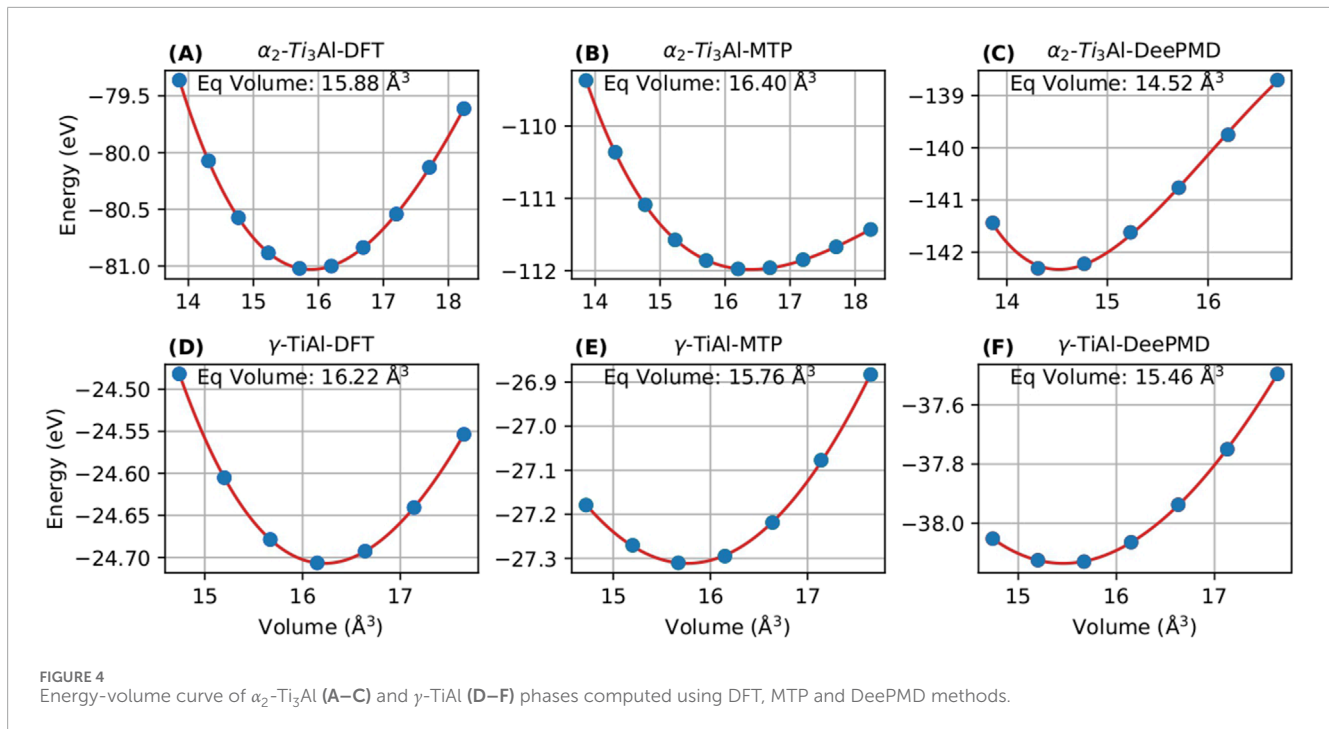 (A) α₂-Ti₃Al-DFT
Eq Volume: 15.88 Å³
Energy (eV)
−79.5
−80.0
−80.5
−81.0
14 15 16 17 18
(B) α₂-Ti₃Al-MTP
Eq Volume: 16.40 Å³
−110
−111
−112
14 15 16 17 18
(C) α₂-Ti₃Al-DeePMD
Eq Volume: 14.52 Å³
−139
−140
−141
−142
14 15 16
(D) γ-TiAl-DFT
Eq Volume: 16.22 Å³
Energy (eV)
−24.50
−24.55
−24.60
−24.65
−24.70
15 16 17
Volume (Å³)
(E) γ-TiAl-MTP
Eq Volume: 15.76 Å³
−26.9
−27.0
−27.1
−27.2
−27.3
15 16 17
Volume (Å³)
(F) γ-TiAl-DeePMD
Eq Volume: 15.46 Å³
−37.6
−37.8
−38.0
15 16 17
Volume (Å³)
FIGURE 4
Energy-volume curve of α₂-Ti₃Al (A–C) and γ-TiAl (D–F) phases computed using DFT, MTP and DeePMD methods.